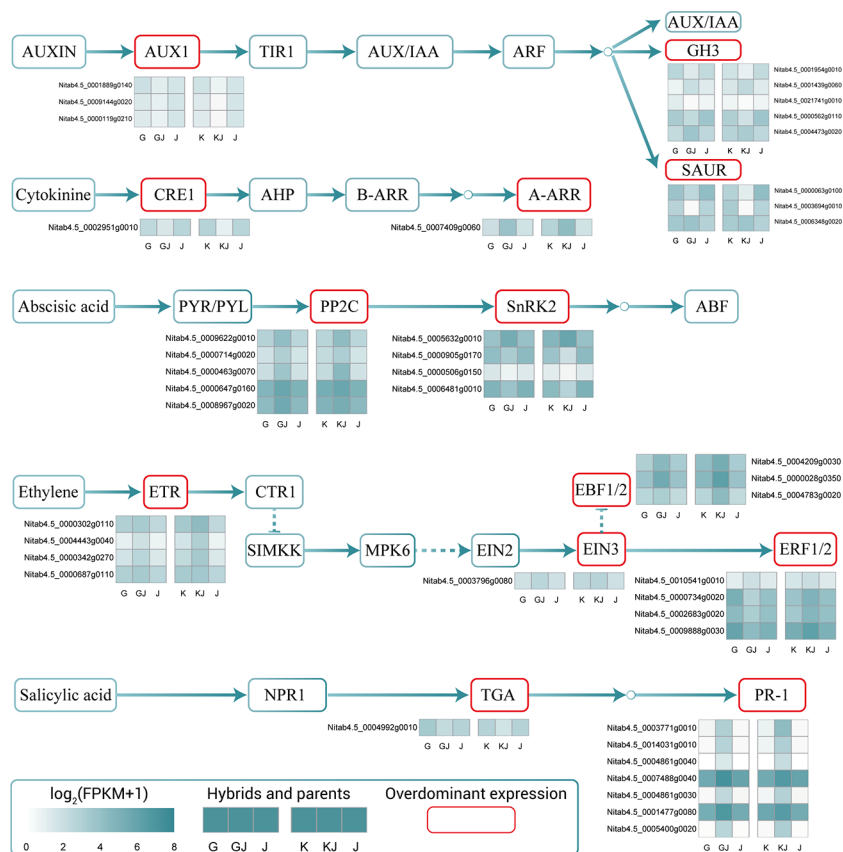 AUXIN AUX1 TIR1 AUX/IAA ARF AUX/IAA
GH3
Nitab4.5_0001889g0140
Nitab4.5_0009144g0020
Nitab4.5_0000119g0210
G GJ J K KJ J
Nitab4.5_0001954g0010
Nitab4.5_0001439g0060
Nitab4.5_0021741g0010
Nitab4.5_0000562g0110
Nitab4.5_0004473g0020
G GJ J K KJ J
SAUR
Nitab4.5_0000063g0100
Nitab4.5_0003694g0010
Nitab4.5_0006348g0020
G GJ J K KJ J
Cytokinine CRE1 AHP B-ARR A-ARR
Nitab4.5_0002951g0010
G GJ J K KJ J
Nitab4.5_0007409g0060
G GJ J K KJ J
Abscisic acid PYR/PYL PP2C SnRK2 ABF
Nitab4.5_0009622g0010
Nitab4.5_0000714g0020
Nitab4.5_0000463g0070
Nitab4.5_0000647g0160
Nitab4.5_0008967g0020
G GJ J K KJ J
Nitab4.5_0005632g0010
Nitab4.5_0000905g0170
Nitab4.5_0000506g0150
Nitab4.5_0006481g0010
G GJ J K KJ J
Ethylene ETR CTR1 EBF1/2
Nitab4.5_0004209g0030
Nitab4.5_0000028g0350
Nitab4.5_0004783g0020
G GJ J K KJ J
Nitab4.5_0000302g0110
Nitab4.5_0004443g0040
Nitab4.5_0000342g0270
Nitab4.5_0000687g0110
G GJ J K KJ J
SIMKK MPK6 EIN2 EIN3 ERF1/2
Nitab4.5_0003796g0080
G GJ J K KJ J
Nitab4.5_0010541g0010
Nitab4.5_0000734g0020
Nitab4.5_0002683g0020
Nitab4.5_0009888g0030
G GJ J K KJ J
Salicylic acid NPR1 TGA PR-1
Nitab4.5_0004992g0010
G GJ J K KJ J
Nitab4.5_0003771g0010
Nitab4.5_0014031g0010
Nitab4.5_0004861g0040
Nitab4.5_0007488g0040
Nitab4.5_0004861g0030
Nitab4.5_0001477g0080
Nitab4.5_0005400g0020
G GJ J K KJ J
log2(FPKM+1) Hybrids and parents Overdominant expression
0 2 4 6 8
G GJ J K KJ J